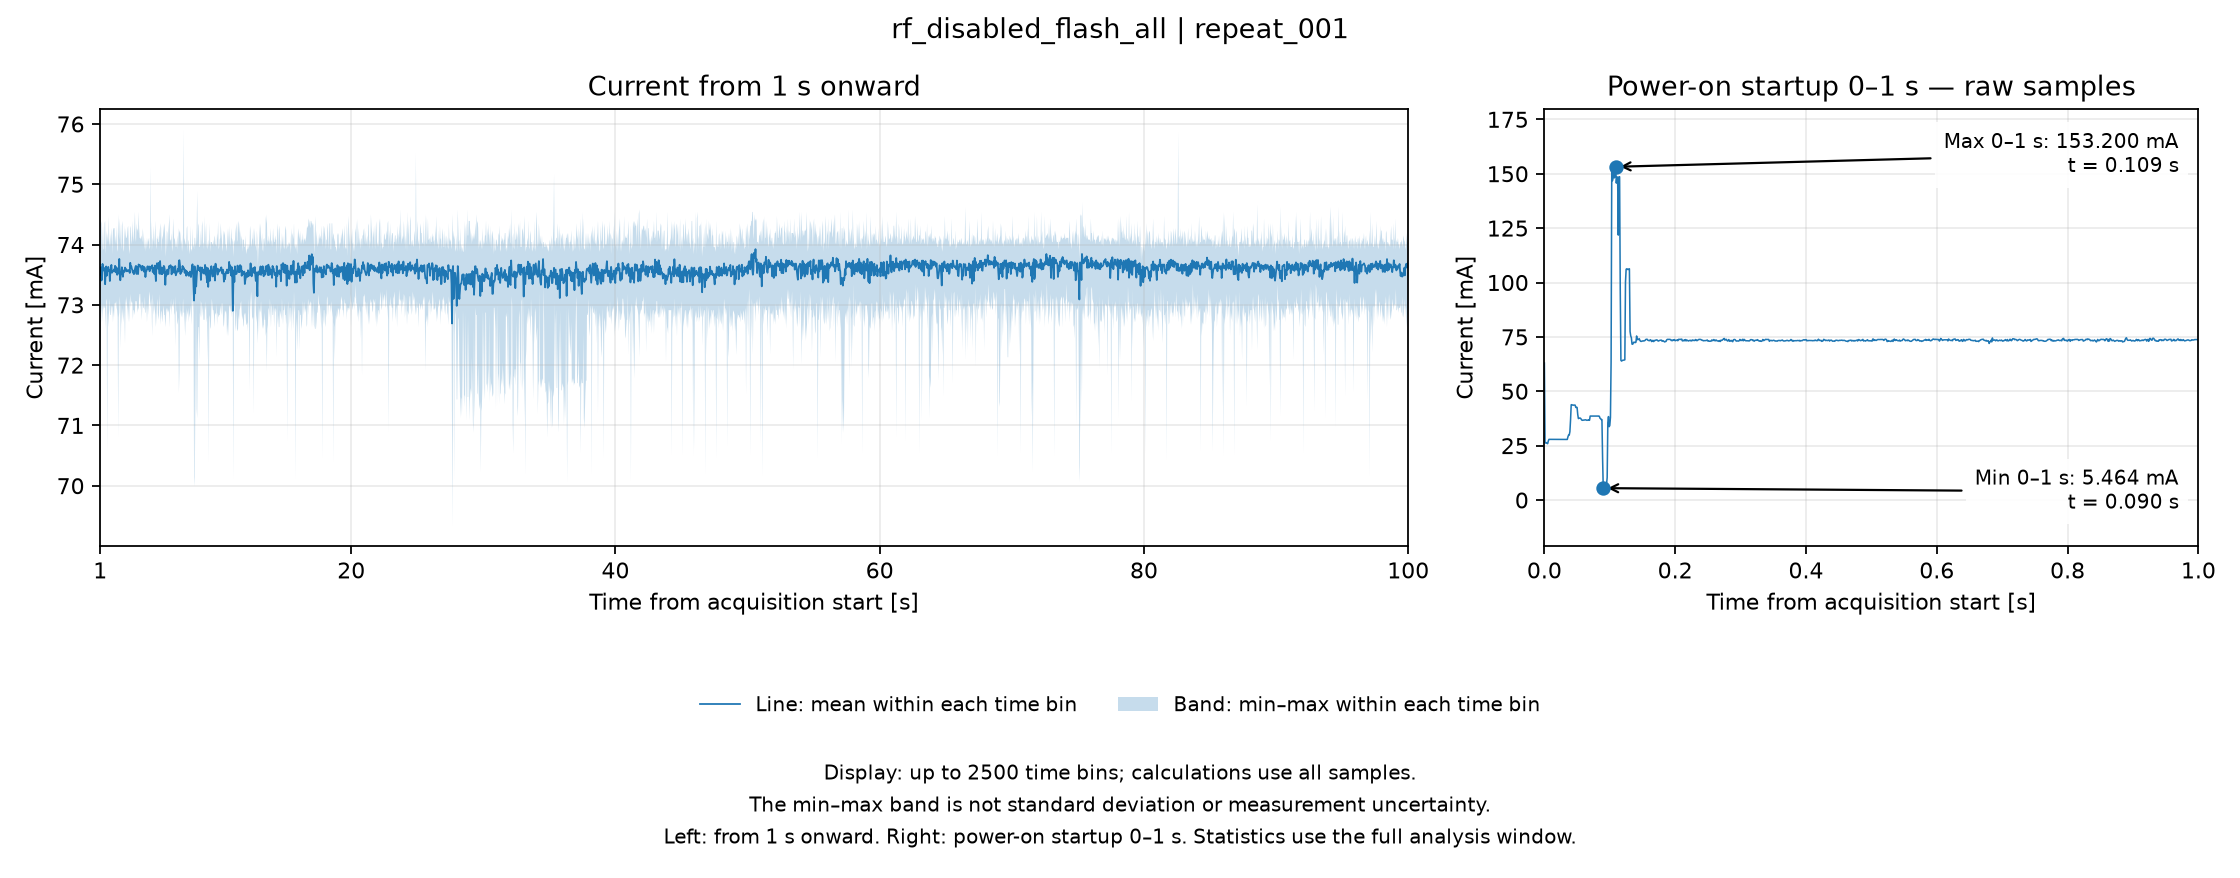 rf_disabled_flash_all | repeat_001
Current from 1 s onward
Current [mA]
76
75
74
73
72
71
70
1
20
40
60
80
100
Time from acquisition start [s]
Power-on startup 0–1 s — raw samples
Current [mA]
175
150
125
100
75
50
25
0
Max 0–1 s: 153.200 mA
t = 0.109 s
Min 0–1 s: 5.464 mA
t = 0.090 s
0.0
0.2
0.4
0.6
0.8
1.0
Time from acquisition start [s]
Line: mean within each time bin
Band: min–max within each time bin
Display: up to 2500 time bins; calculations use all samples.
The min–max band is not standard deviation or measurement uncertainty.
Left: from 1 s onward. Right: power-on startup 0–1 s. Statistics use the full analysis window.